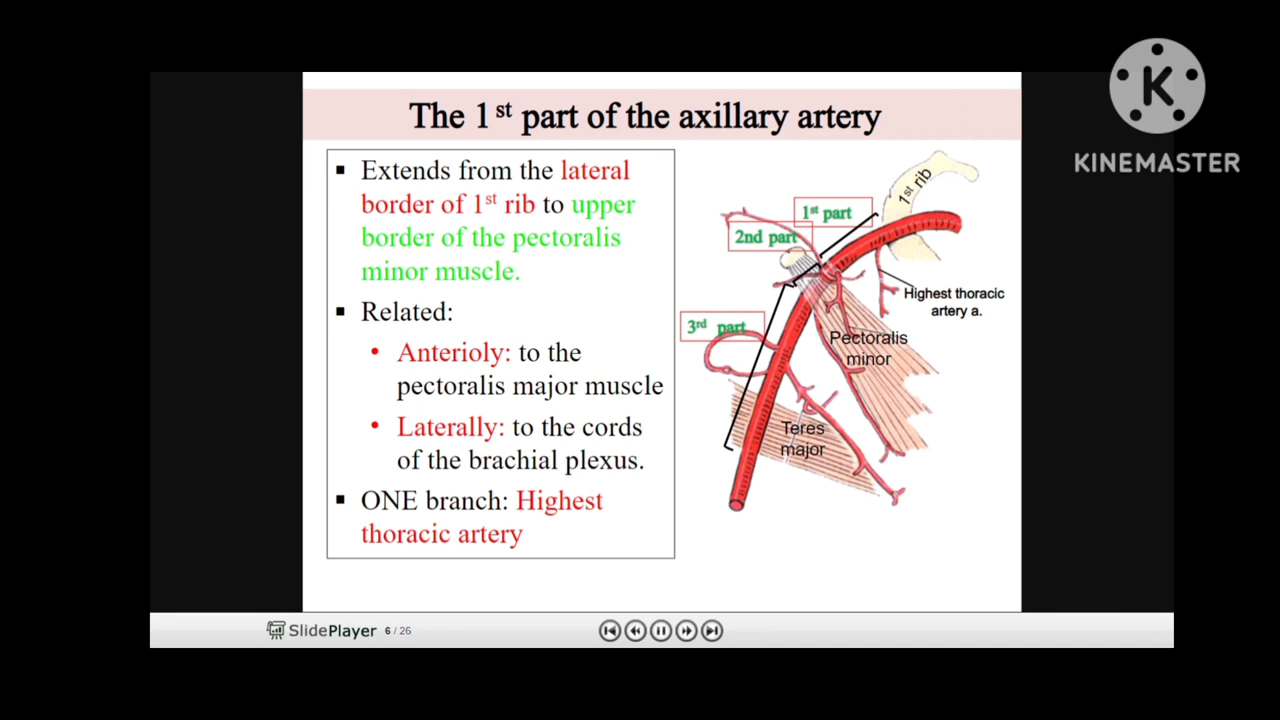 KINEMASTER
The 1st part of the axillary artery
▪ Extends from the lateral
border of 1st rib to upper
border of the pectoralis
minor muscle.
▪ Related:
• Anterioly: to the
pectoralis major muscle
• Laterally: to the cords
of the brachial plexus.
▪ ONE branch: Highest
thoracic artery
1st rib
1st part
2nd part
Highest thoracic
artery a.
3rd part
Pectoralis
minor
Teres
major
SlidePlayer 6 / 26